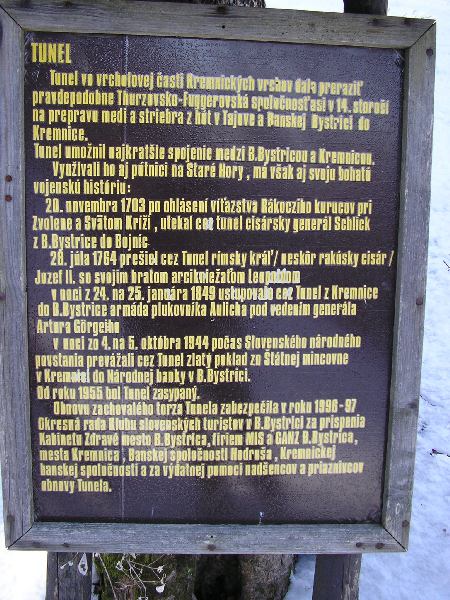 TUNEL
Tunel vo vrcholovej časti Kremnických vrchov dala preraziť
pravdepodobne Thurzovsko-Fuggerovská spoločnosť asi v 14. storočí
na prepravu medi a striebra z hút v Tajove a Banskej Bystrici do
Kremnice.
Tunel umožnil najkratšie spojenie medzi B.Bystricou a Kremnicou.
Využívali ho aj pútnici na Staré Hory , má však aj svoju bohatú
vojenskú históriu :
20. novembra 1703 po ohlásení víťazstva Rákocziho kurucov pri
Zvolene a Svätom Kríži , utekal cez tunel cisársky generál Schlick
z B.Bystrice do Bojníc
28. júla 1764 prešiel cez Tunel rímsky kráľ / neskôr rakúsky cisár /
Jozef II. so svojim bratom arcikniežaťom Leopoldom
v noci z 24. na 25. januára 1849 ustupovala cez Tunel z Kremnice
do B.Bystrice armáda plukovníka Aulicha pod vedením generála
Artura Görgeiho
v noci zo 4. na 5. októbra 1944 počas Slovenského národného
povstania prevážali cez Tunel zlatý poklad zo Štátnej mincovne
v Kremnici do Národnej banky v B.Bystrici.
Od roku 1955 bol Tunel zasypaný.
Obnovu zachovalého torza Tunela zabezpečila v roku 1996-97
Okresná rada Klubu slovenských turistov v B.Bystrici za prispenia
Kabinetu Zdravé mesto B.Bystrica, firiem MIS a GANZ B.Bystrica,
mesta Kremnica , Banskej spoločnosti Hodruša , Kremnickej
banskej spoločnosti a za výdatnej pomoci nadšencov a priaznivcov
obnovy Tunela.